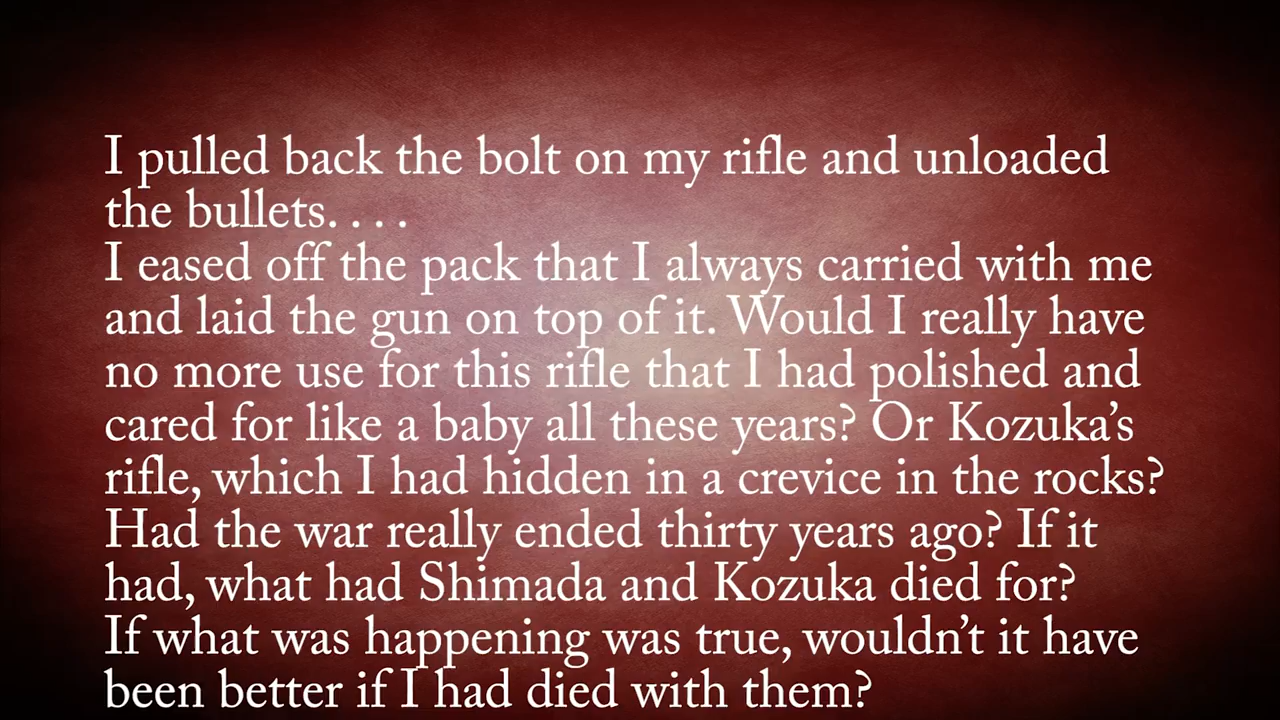 I pulled back the bolt on my rifle and unloaded
the bullets. . . .
I eased off the pack that I always carried with me
and laid the gun on top of it. Would I really have
no more use for this rifle that I had polished and
cared for like a baby all these years? Or Kozuka’s
rifle, which I had hidden in a crevice in the rocks?
Had the war really ended thirty years ago? If it
had, what had Shimada and Kozuka died for?
If what was happening was true, wouldn’t it have
been better if I had died with them?